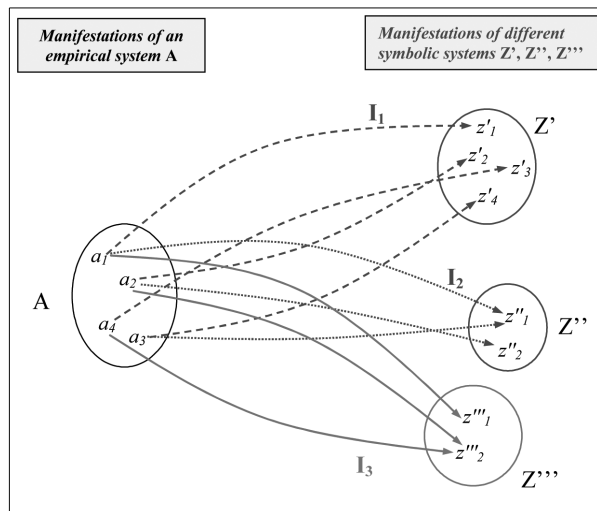 Manifestations of an
empirical system A
Manifestations of different
symbolic systems Z', Z'', Z'''
I1
Z'
z'1
z'2
z'3
z'4
A
a1
a2
a4
a3
I2
z''1
z''2
Z''
z'''1
z'''2
I3
Z'''